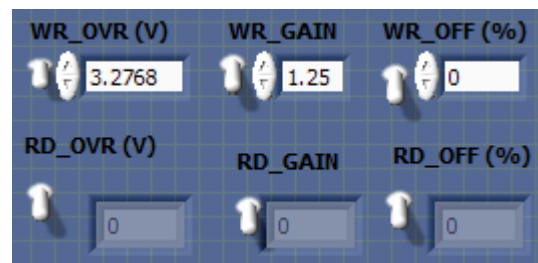 WR_OVR (V) WR_GAIN WR_OFF (%)
3.2768 1.25 0
RD_OVR (V) RD_GAIN RD_OFF (%)
0 0 0